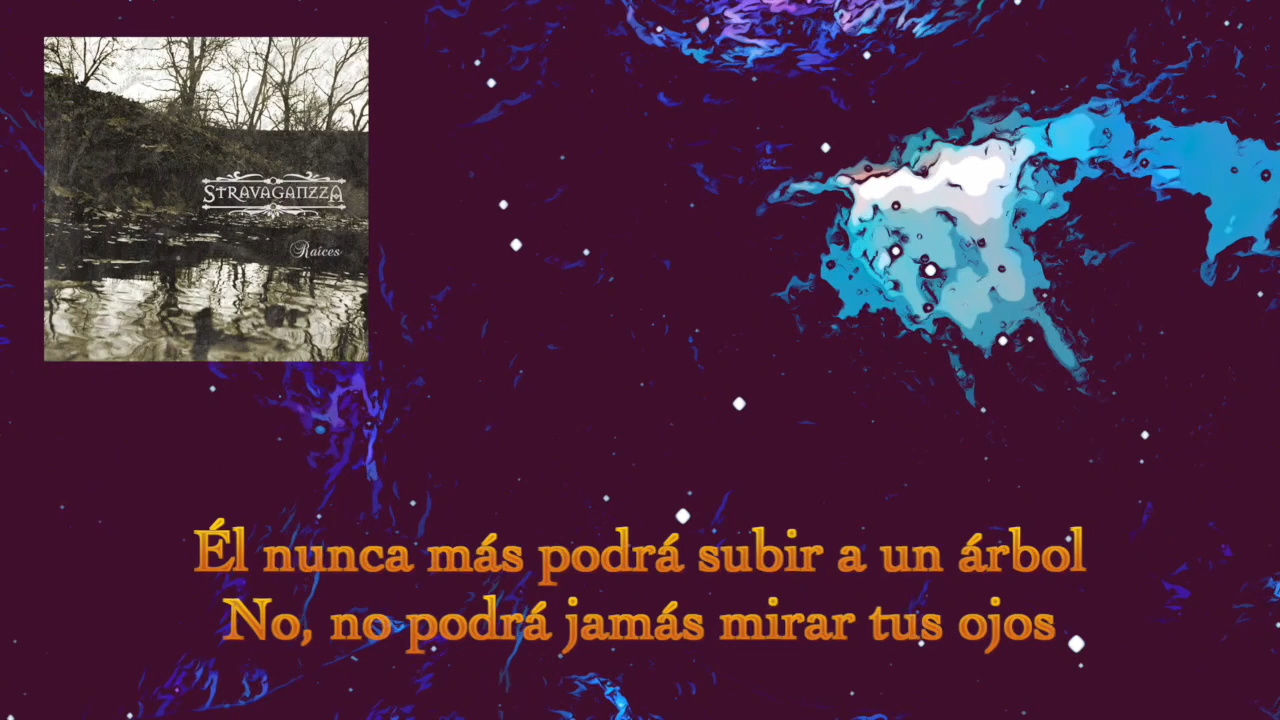 STRAVAGANZZA
Raíces
Él nunca más podrá subir a un árbol
No, no podrá jamás mirar tus ojos